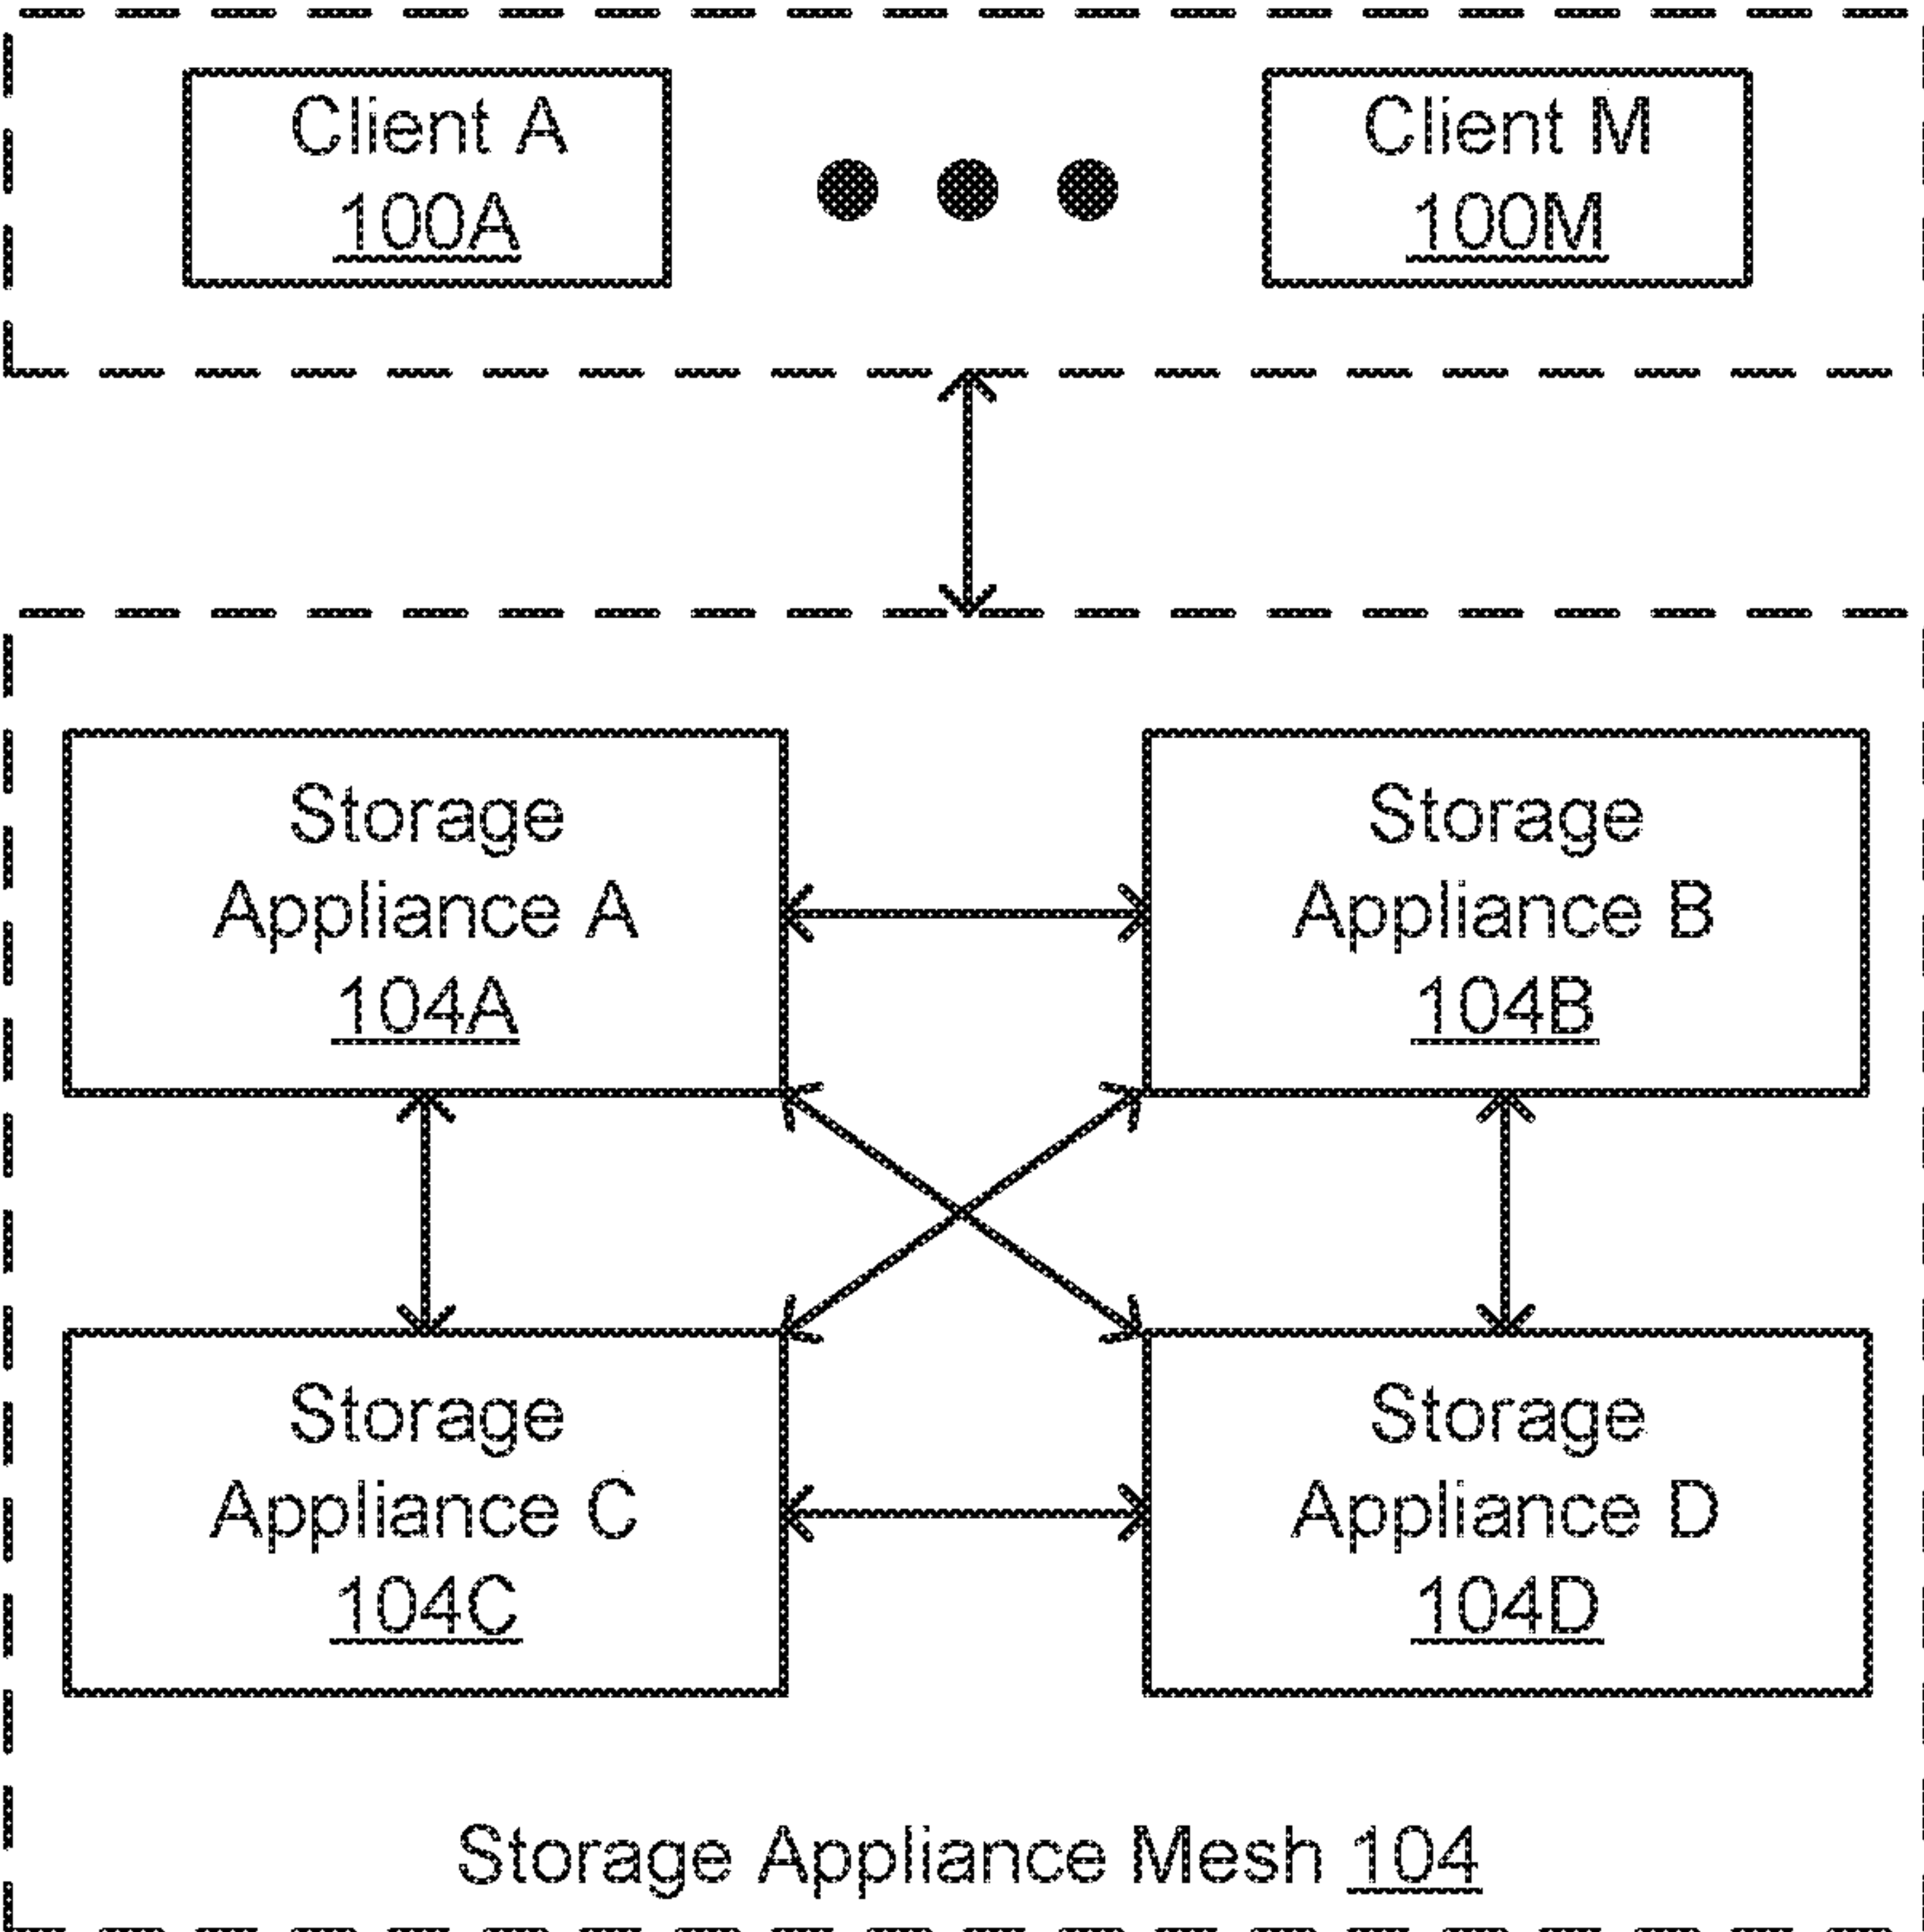 Client A
100A
Client M
100M
Storage
Appliance A
104A
Storage
Appliance B
104B
Storage
Appliance C
104C
Storage
Appliance D
104D
Storage Appliance Mesh 104